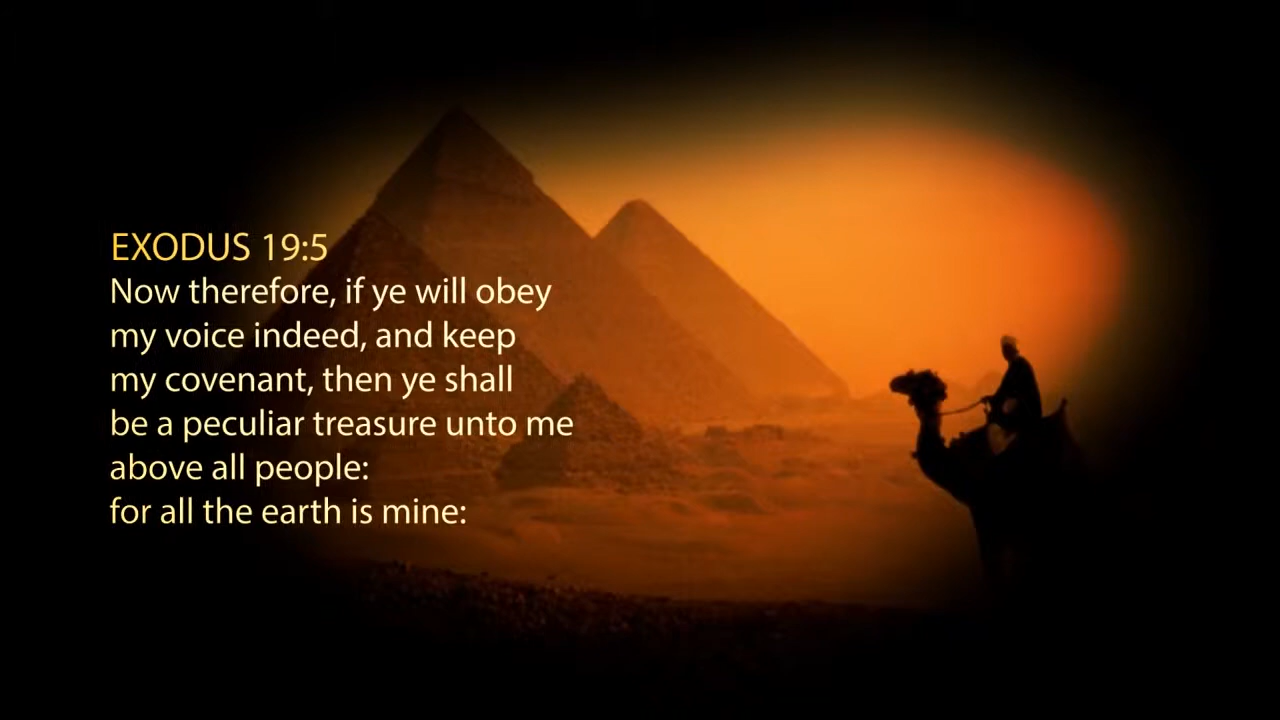 EXODUS 19:5
Now therefore, if ye will obey
my voice indeed, and keep
my covenant, then ye shall
be a peculiar treasure unto me
above all people:
for all the earth is mine: